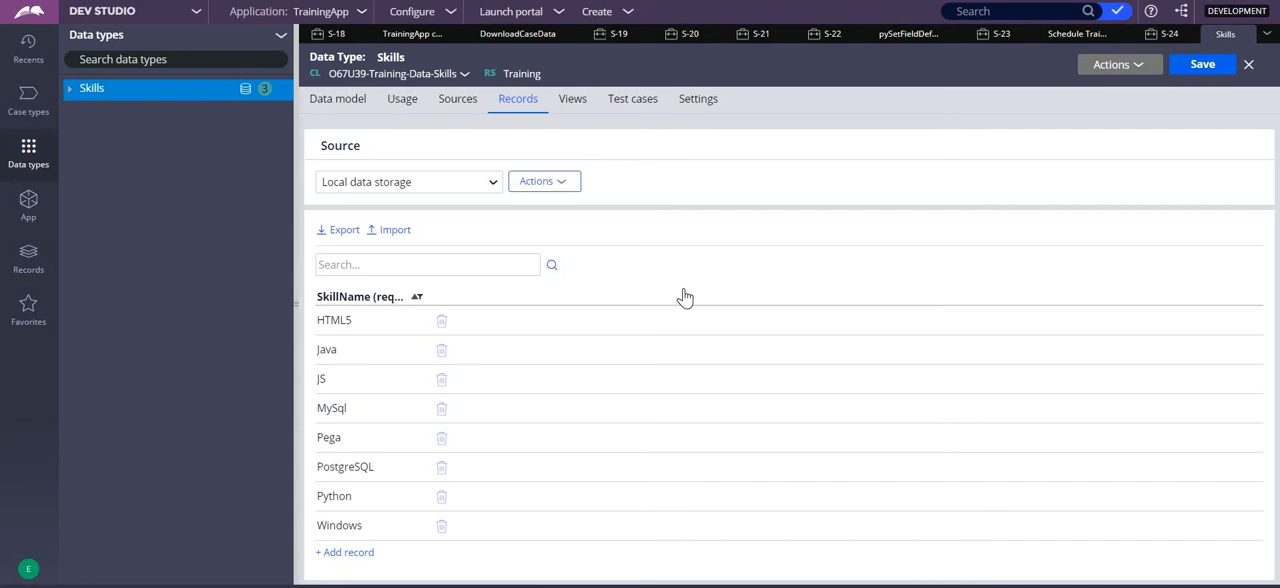 DEV STUDIO
Application: TrainingApp
Configure
Launch portal
Create
Search
DEVELOPMENT
Recents
Case types
Data types
App
Records
Favorites
E
Data types
Search data types
Skills
3
S-18
TrainingApp c...
DownloadCaseData
S-19
S-20
S-21
S-22
pySetFieldDef...
S-23
Schedule Trai...
S-24
Skills
Data Type: Skills
CL O67U39-Training-Data-Skills
RS Training
Actions
Save
Data model
Usage
Sources
Records
Views
Test cases
Settings
Source
Local data storage
Actions
Export
Import
Search...
SkillName (req...
HTML5
Java
JS
MySql
Pega
PostgreSQL
Python
Windows
+ Add record